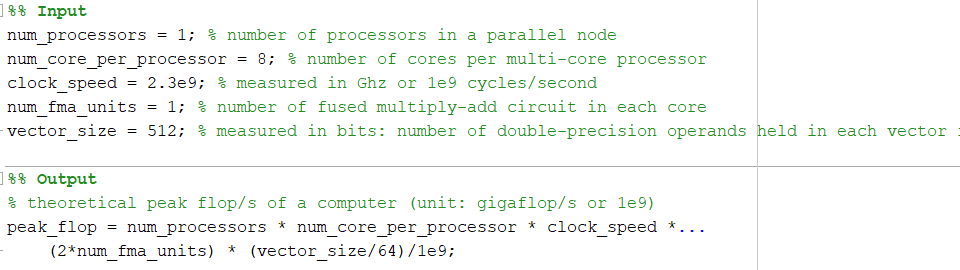 %% Input
num_processors = 1; % number of processors in a parallel node
num_core_per_processor = 8; % number of cores per multi-core processor
clock_speed = 2.3e9; % measured in Ghz or 1e9 cycles/second
num_fma_units = 1; % number of fused multiply-add circuit in each core
vector_size = 512; % measured in bits: number of double-precision operands held in each vector
%% Output
% theoretical peak flop/s of a computer (unit: gigaflop/s or 1e9)
peak_flop = num_processors * num_core_per_processor * clock_speed *...
(2*num_fma_units) * (vector_size/64)/1e9;